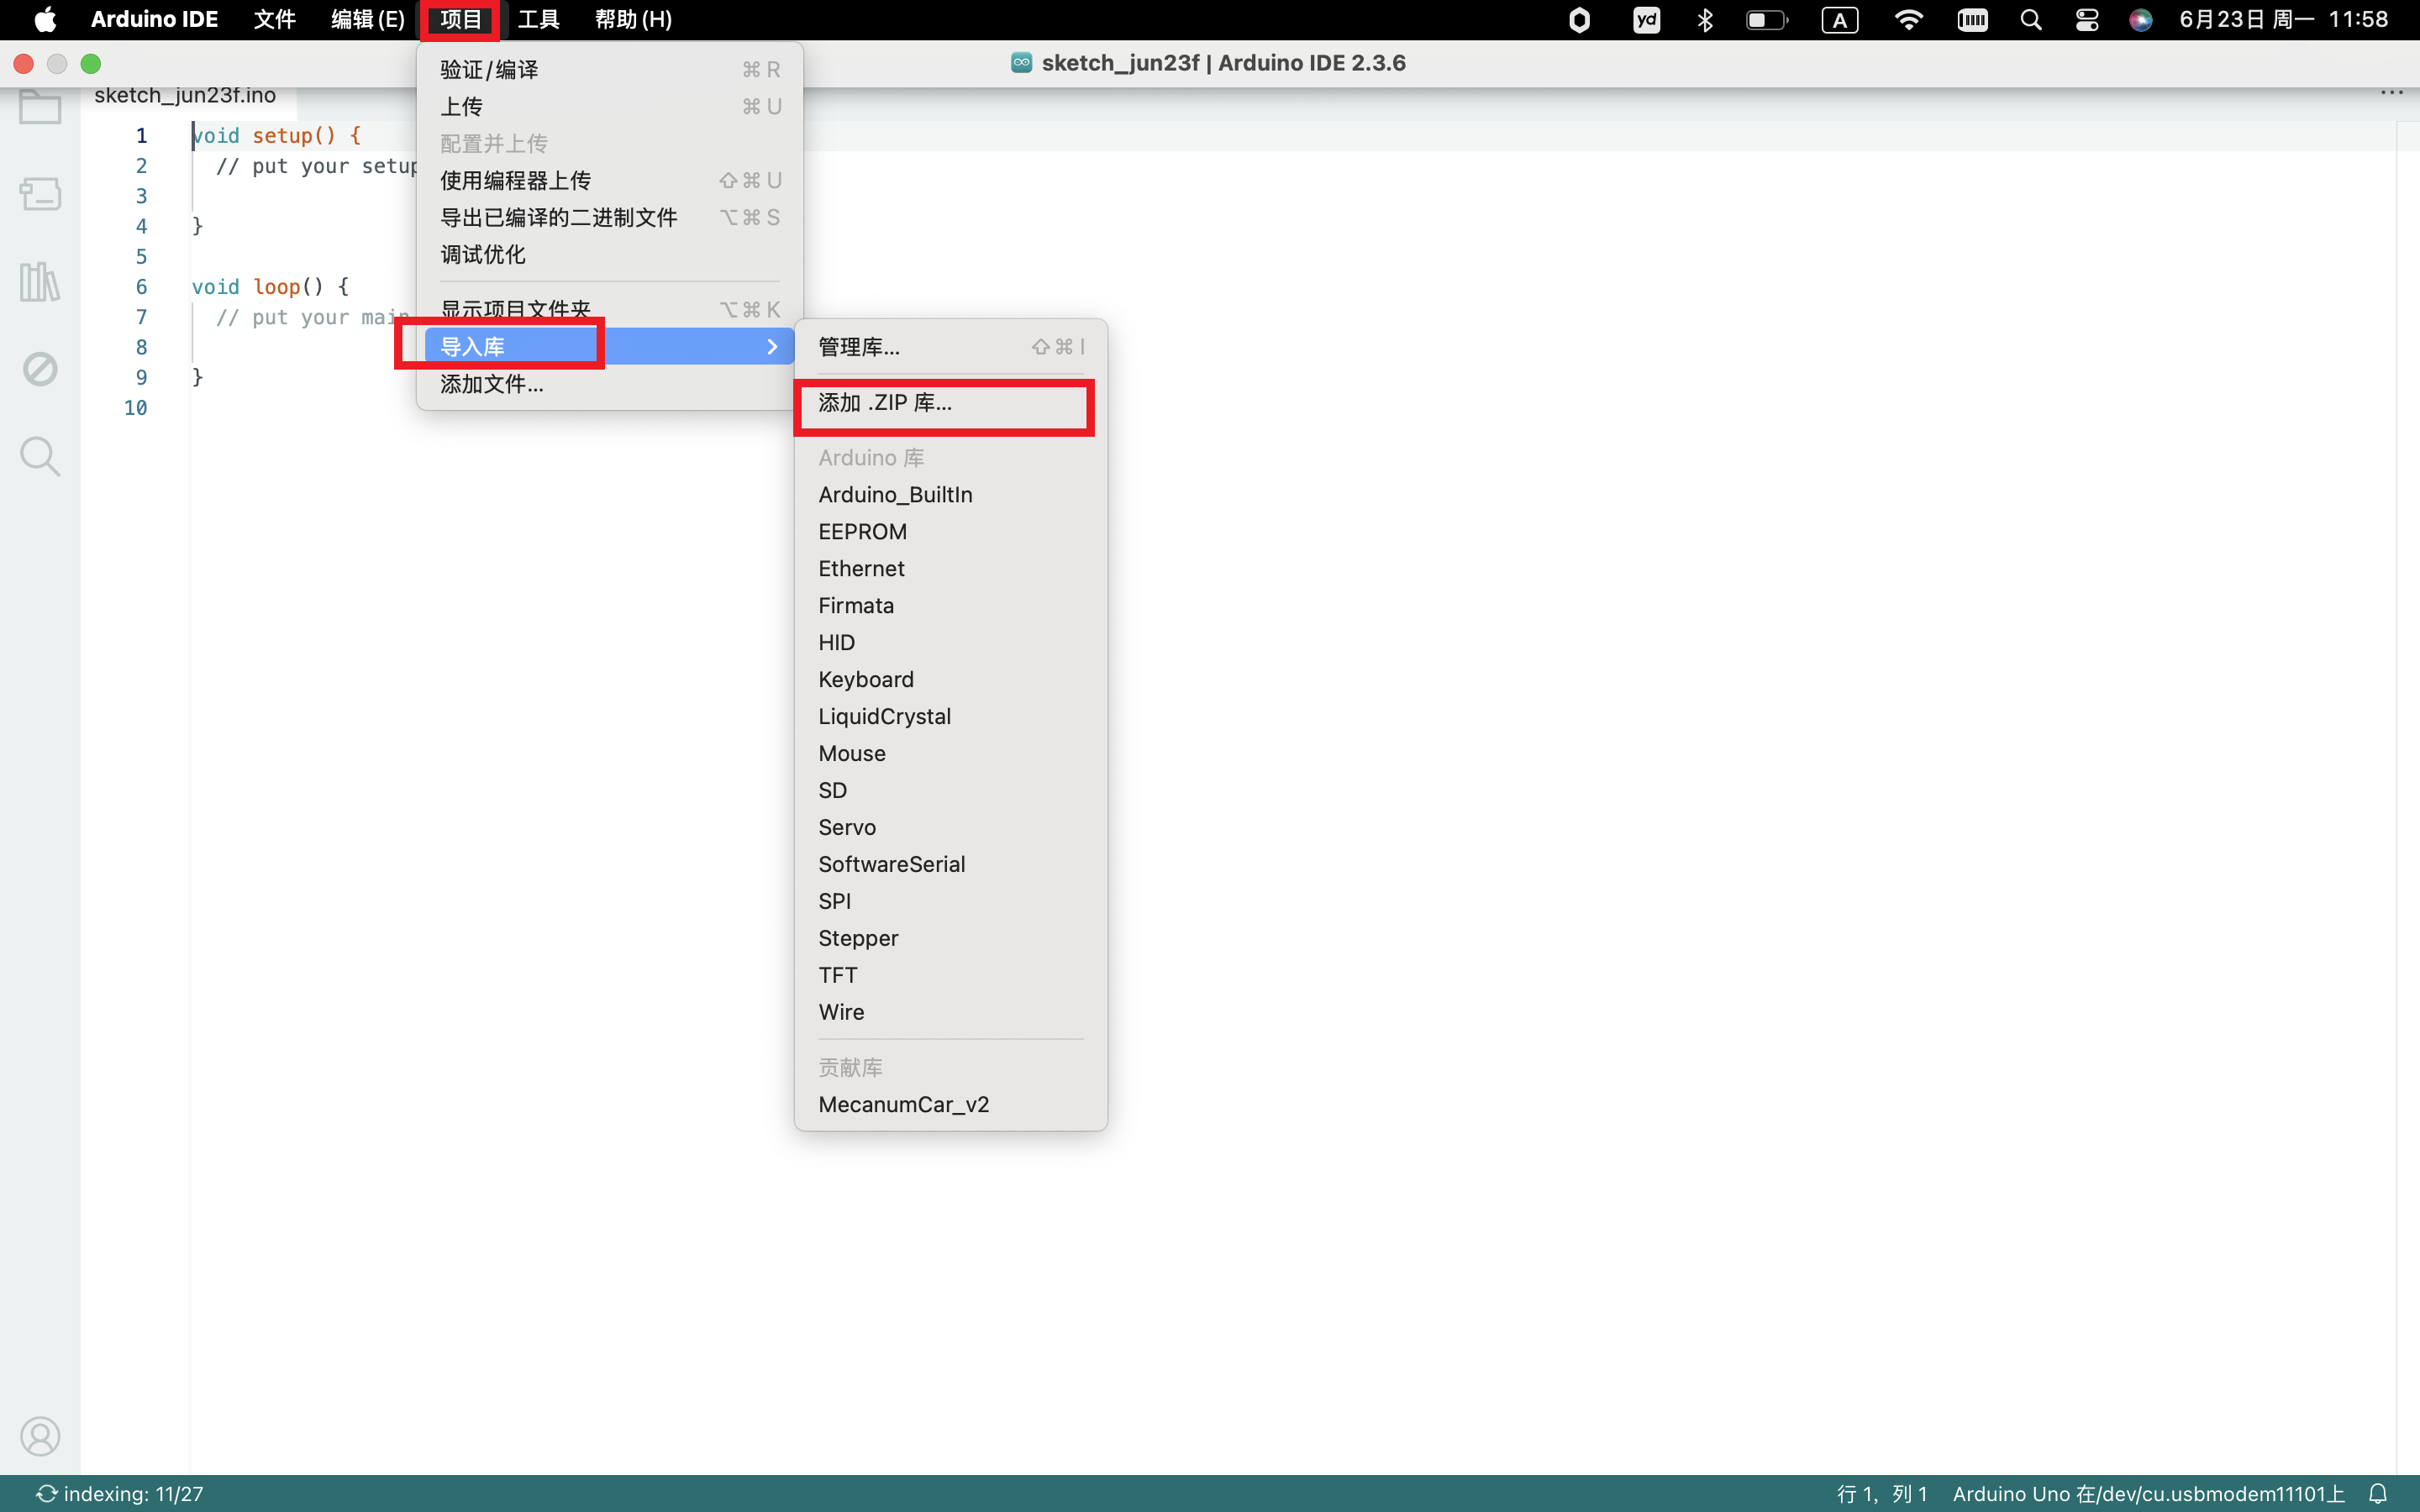 Arduino IDE 文件 编辑(E) 项目 工具 帮助(H) yd A 6月23日 周一 11:58
sketch_jun23f | Arduino IDE 2.3.6
sketch_jun23f.ino
1 void setup() {
2 // put your setup
3
4 }
5
6 void loop() {
7 // put your main
8
9 }
10
验证/编译 ⌘ R
上传 ⌘ U
配置并上传
使用编程器上传 ⇧ ⌘ U
导出已编译的二进制文件 ⌥ ⌘ S
调试优化
显示项目文件夹 ⌥ ⌘ K
导入库
添加文件...
管理库... ⇧ ⌘ I
添加 .ZIP 库...
Arduino 库
Arduino_BuiltIn
EEPROM
Ethernet
Firmata
HID
Keyboard
LiquidCrystal
Mouse
SD
Servo
SoftwareSerial
SPI
Stepper
TFT
Wire
贡献库
MecanumCar_v2
indexing: 11/27
行 1，列 1 Arduino Uno 在/dev/cu.usbmodem11101上